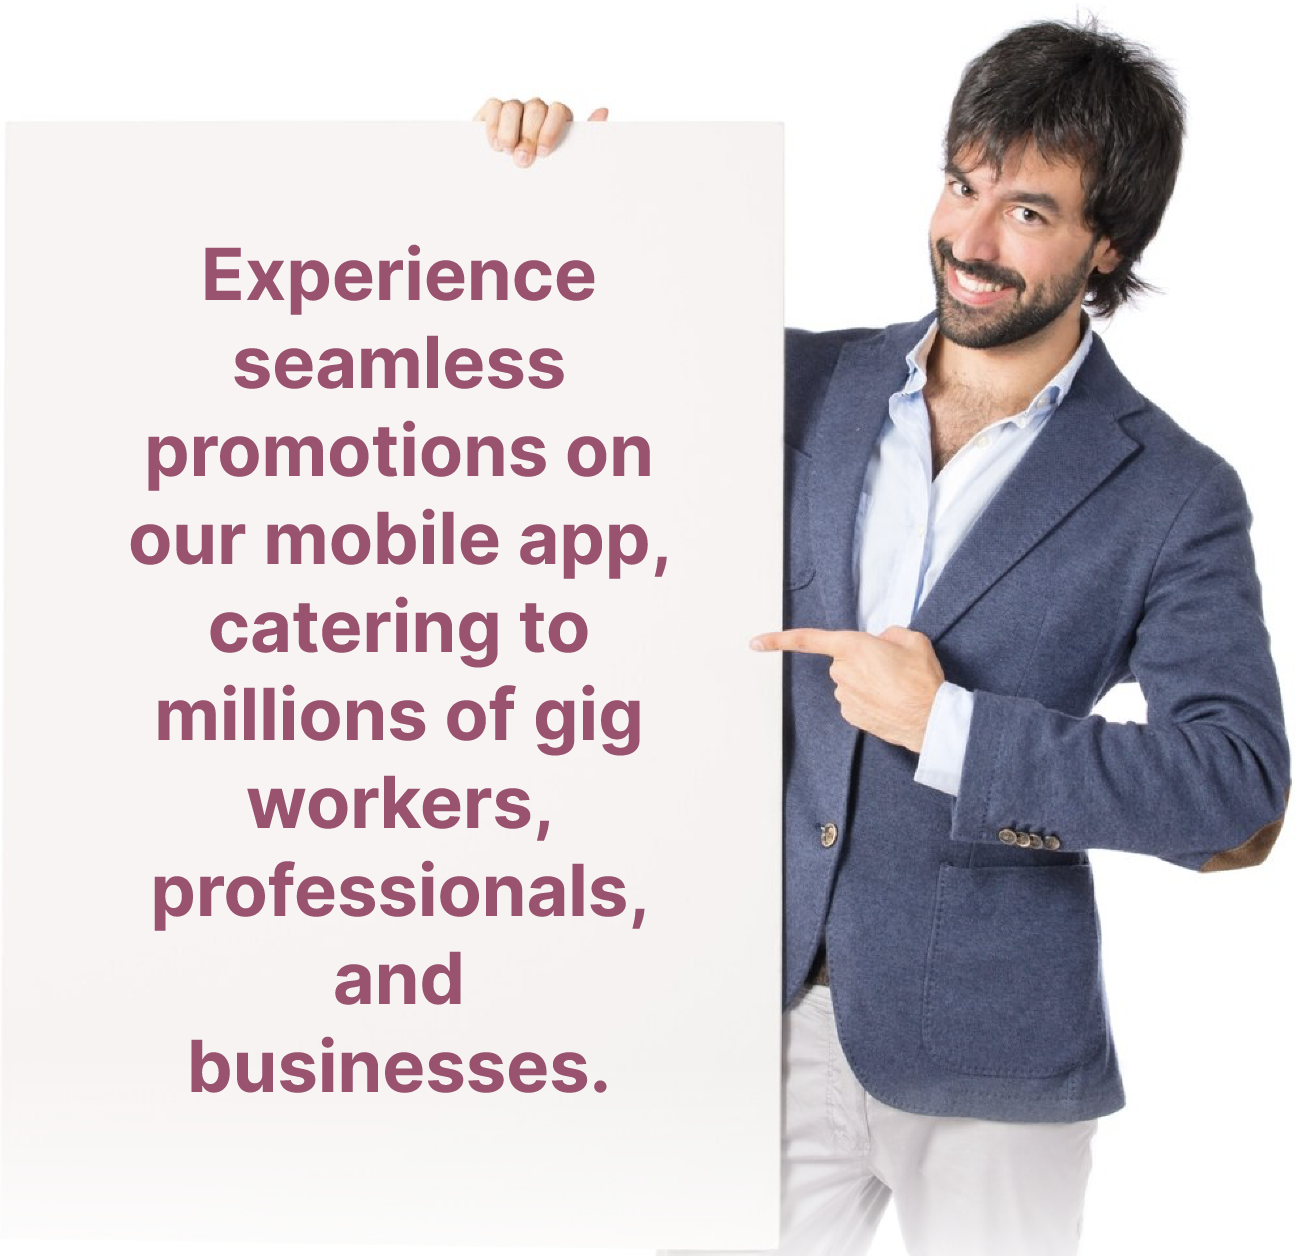 Experience
seamless
promotions on
our mobile app,
catering to
millions of gig
workers,
professionals,
and
businesses.